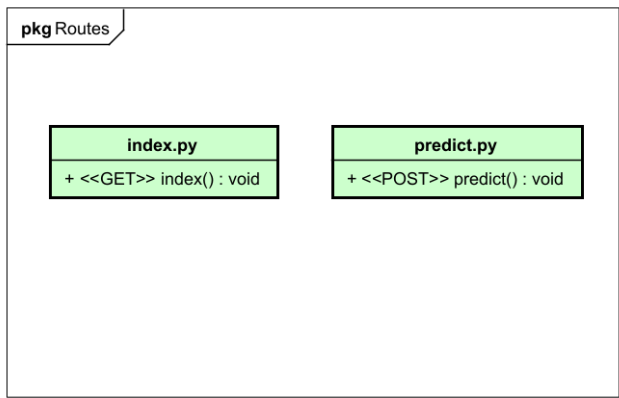 pkg Routes
index.py
+ <<GET>> index() : void
predict.py
+ <<POST>> predict() : void